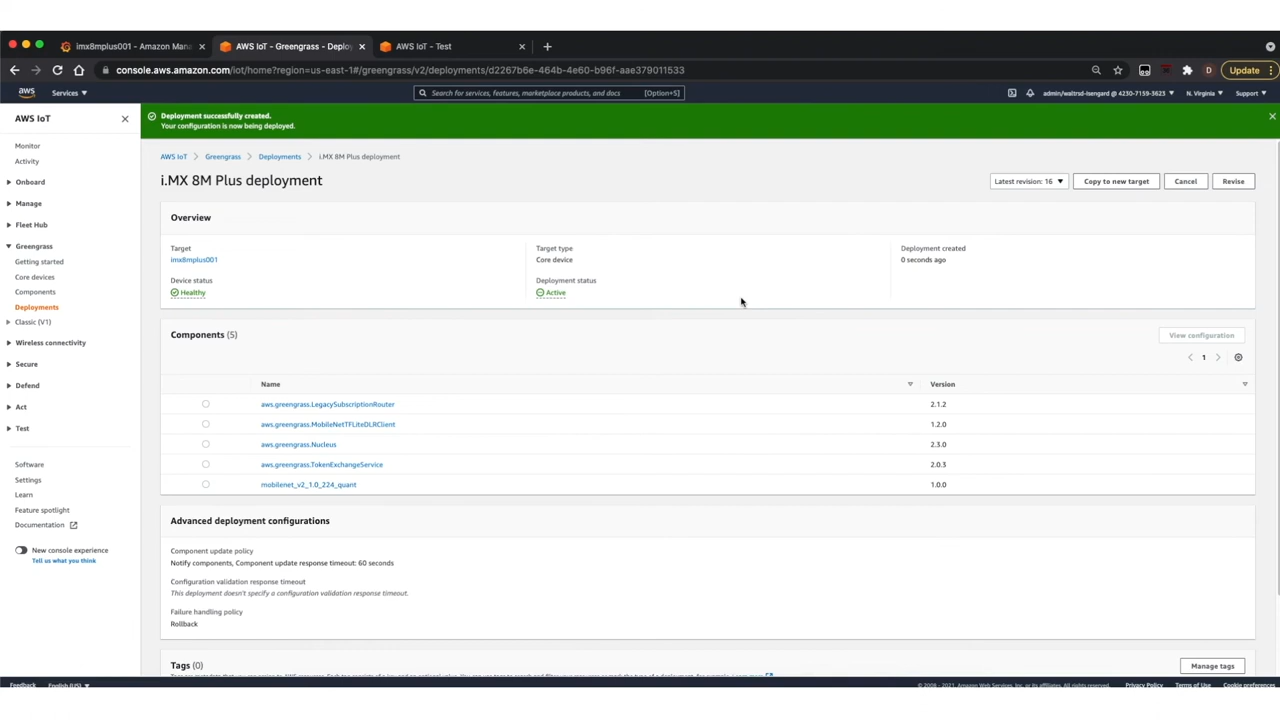 imx8mplus001 - Amazon Man
AWS IoT - Greengrass - Deploy
AWS IoT - Test
console.aws.amazon.com/iot/home?region=us-east-1#/greengrass/v2/deployments/d2267b6e-464b-4e60-b96f-aae379011533
D
Update
aws
Services
Search for services, features, marketplace products, and docs
[Option+S]
admin/waltrsd-isengard @ 4230-7159-3623
N. Virginia
Support
AWS IoT
Monitor
Activity
Onboard
Manage
Fleet Hub
Greengrass
Getting started
Core devices
Components
Deployments
Classic (V1)
Wireless connectivity
Secure
Defend
Act
Test
Software
Settings
Learn
Feature spotlight
Documentation
New console experience
Tell us what you think
Deployment successfully created.
Your configuration is now being deployed.
AWS IoT > Greengrass > Deployments > i.MX 8M Plus deployment
i.MX 8M Plus deployment
Latest revision: 16
Copy to new target
Cancel
Revise
Overview
Target
imx8mplus001
Target type
Core device
Deployment created
0 seconds ago
Device status
Healthy
Deployment status
Active
Components (5)
View configuration
1
Name Version
aws.greengrass.LegacySubscriptionRouter 2.1.2
aws.greengrass.MobileNetTFLiteDLRClient 1.2.0
aws.greengrass.Nucleus 2.3.0
aws.greengrass.TokenExchangeService 2.0.3
mobilenet_v2_1.0_224_quant 1.0.0
Advanced deployment configurations
Component update policy
Notify components, Component update response timeout: 60 seconds
Configuration validation response timeout
This deployment doesn't specify a configuration validation response timeout.
Failure handling policy
Rollback
Tags (0)
Manage tags
Feedback
English (US)
© 2008 - 2021, Amazon Web Services, Inc. or its affiliates. All rights reserved.
Privacy Policy
Terms of Use
Cookie preferences